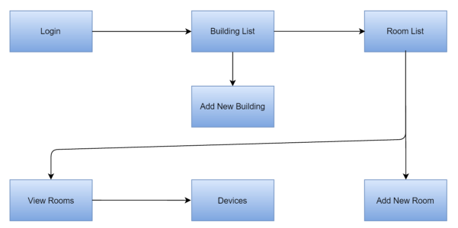 Login
Building List
Room List
Add New Building
View Rooms
Devices
Add New Room